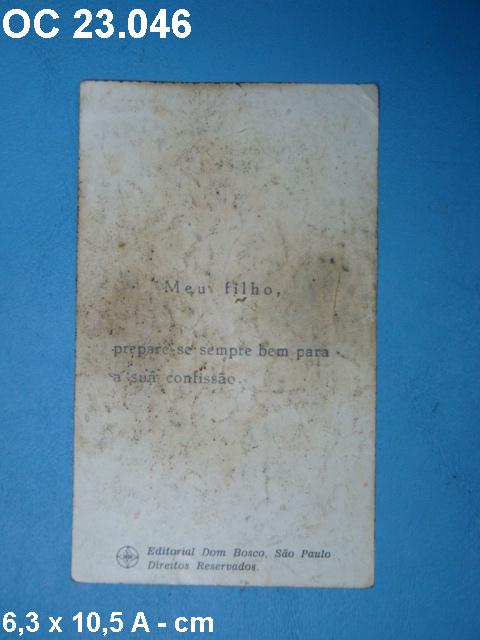 OC 23.046
Meu filho,
prepare-se sempre bem para
a sua confissão.
Editorial Dom Bosco, São Paulo
Direitos Reservados.
6,3 x 10,5 A - cm